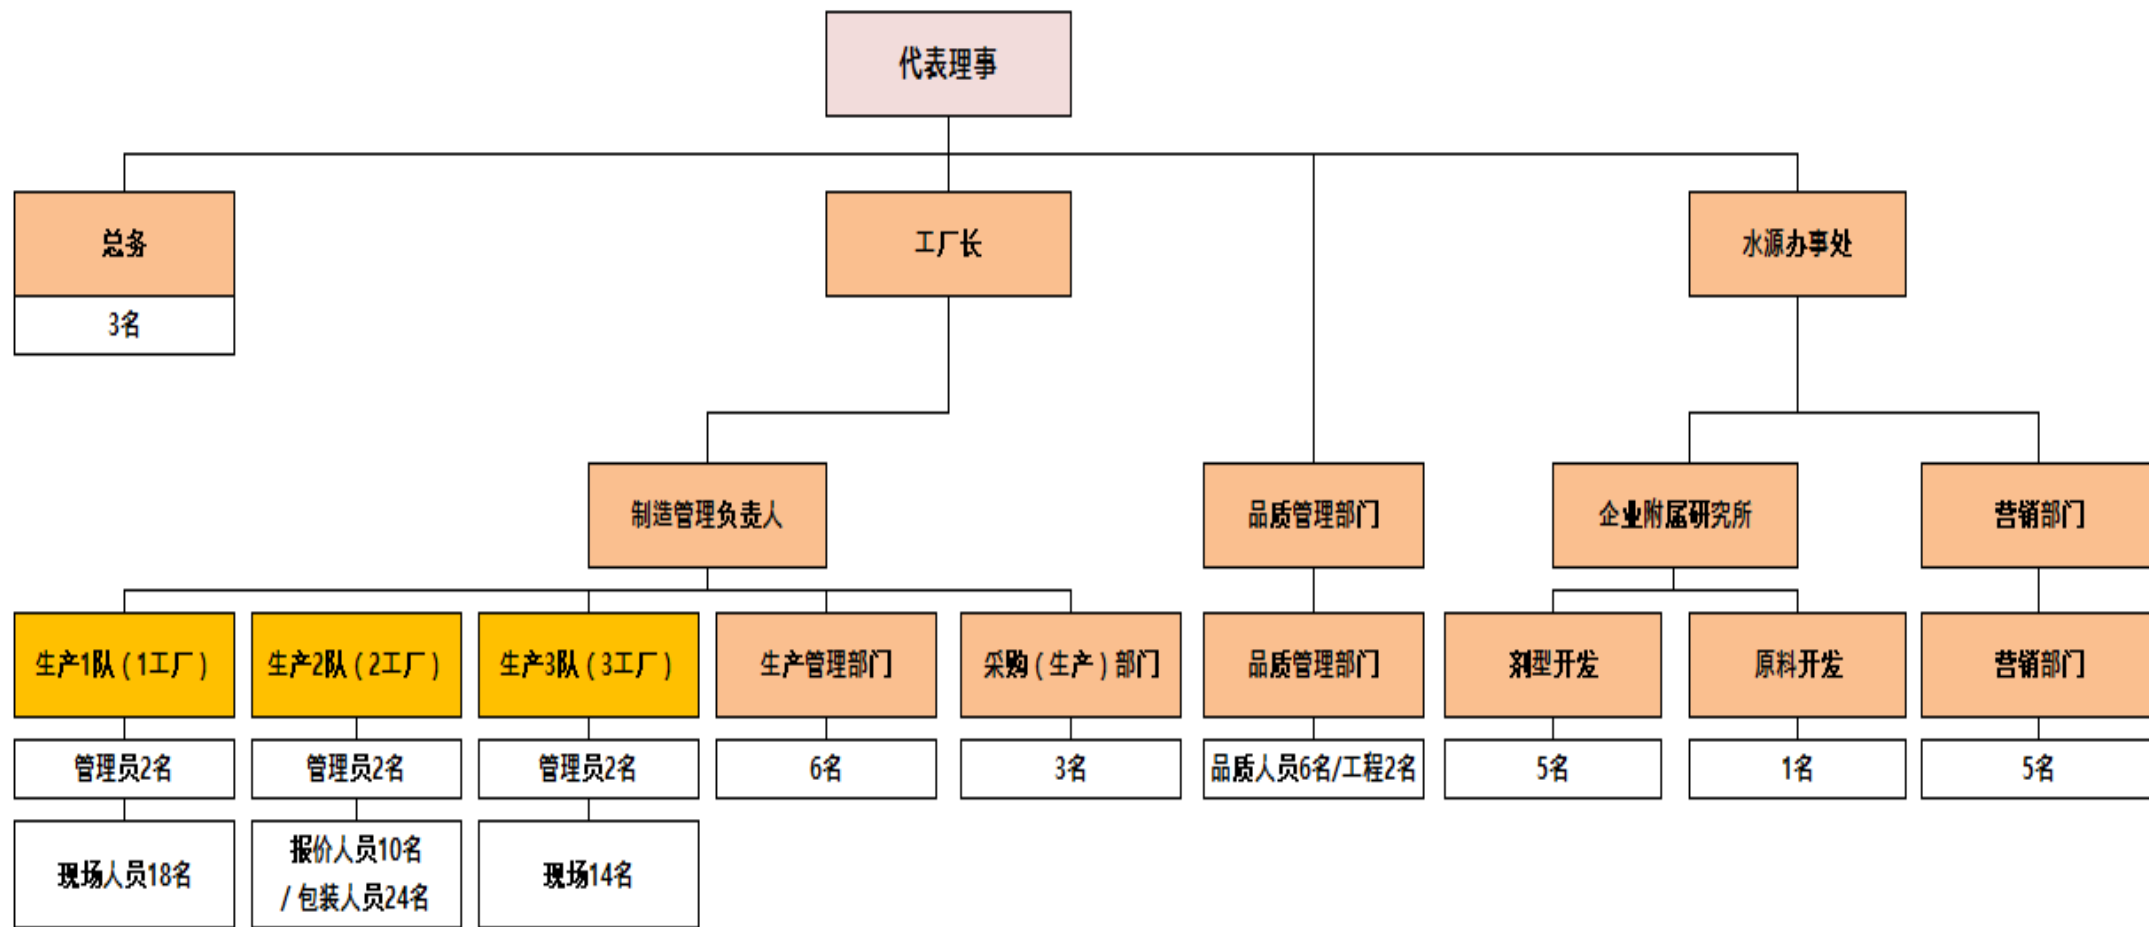 代表理事
总务
工厂长
水源办事处
3名
制造管理负责人
品质管理部门
企业附属研究所
营销部门
生产1队（1工厂）
生产2队（2工厂）
生产3队（3工厂）
生产管理部门
采购（生产）部门
品质管理部门
剂型开发
原料开发
营销部门
管理员2名
管理员2名
管理员2名
6名
3名
品质人员6名/工程2名
5名
1名
5名
现场人员18名
报价人员10名
/ 包装人员24名
现场14名